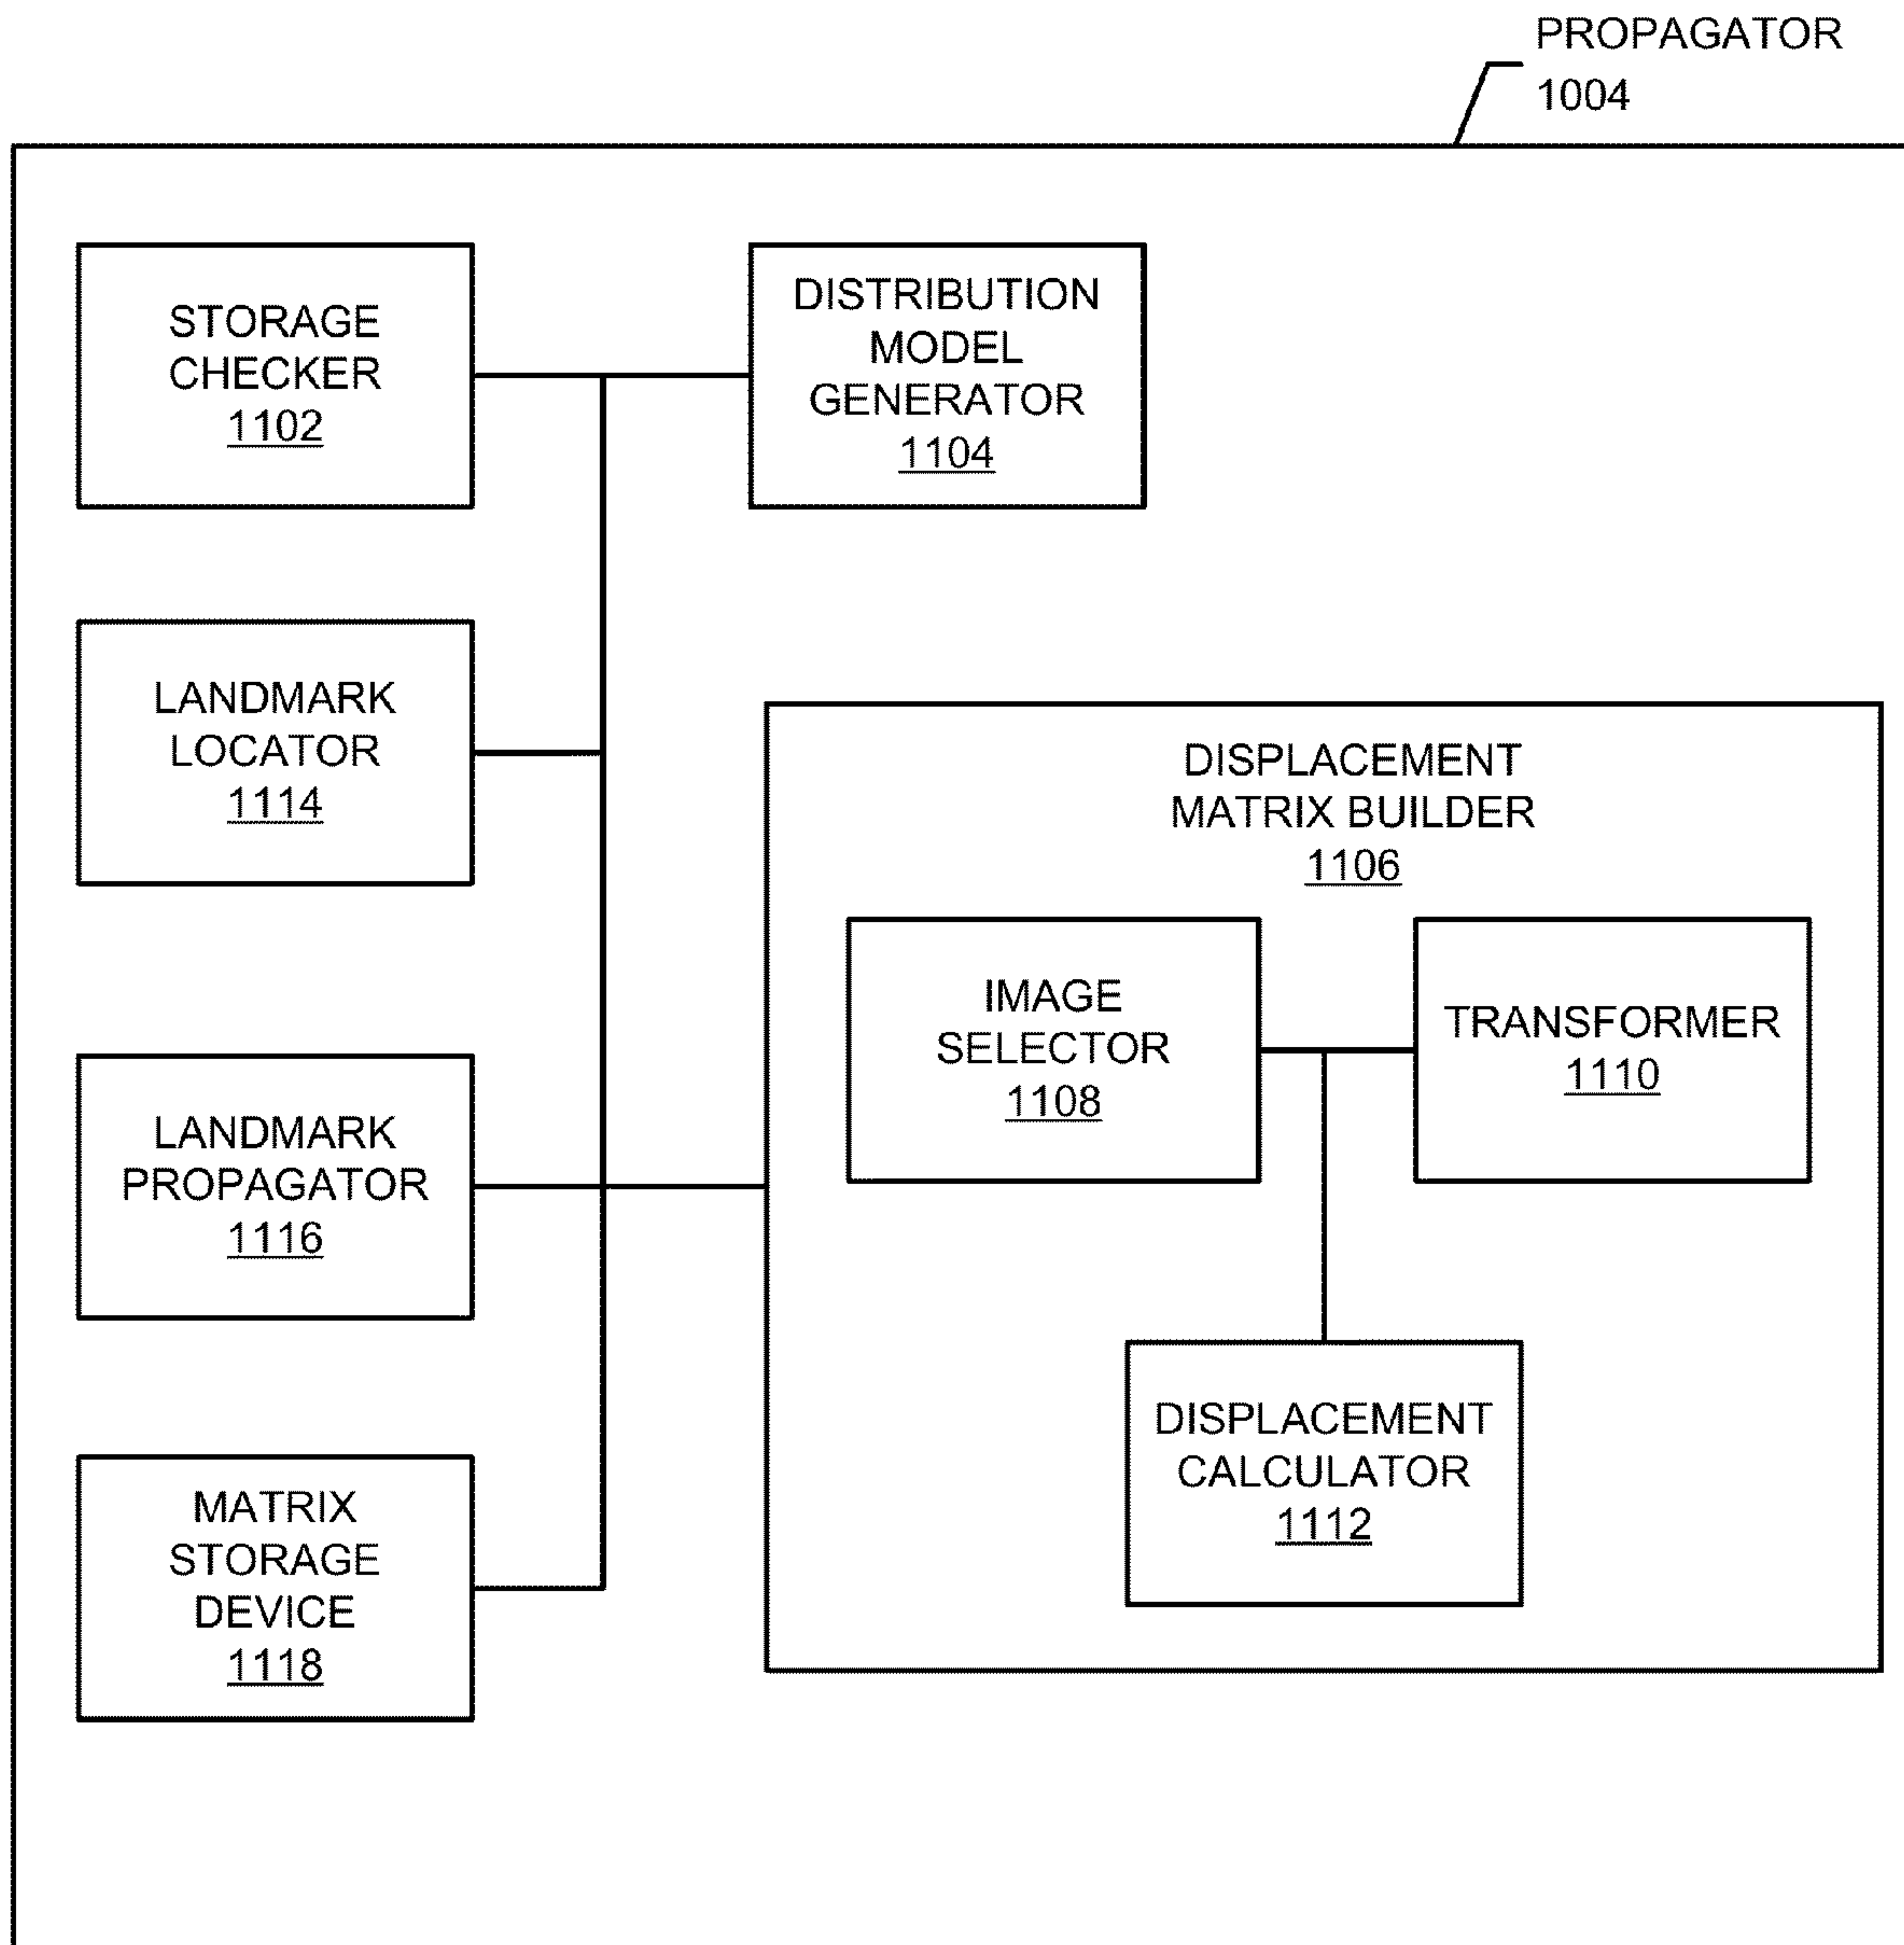 PROPAGATOR
1004
STORAGE
CHECKER
1102
DISTRIBUTION
MODEL
GENERATOR
1104
LANDMARK
LOCATOR
1114
DISPLACEMENT
MATRIX BUILDER
1106
IMAGE
SELECTOR
1108
TRANSFORMER
1110
LANDMARK
PROPAGATOR
1116
DISPLACEMENT
CALCULATOR
1112
MATRIX
STORAGE
DEVICE
1118